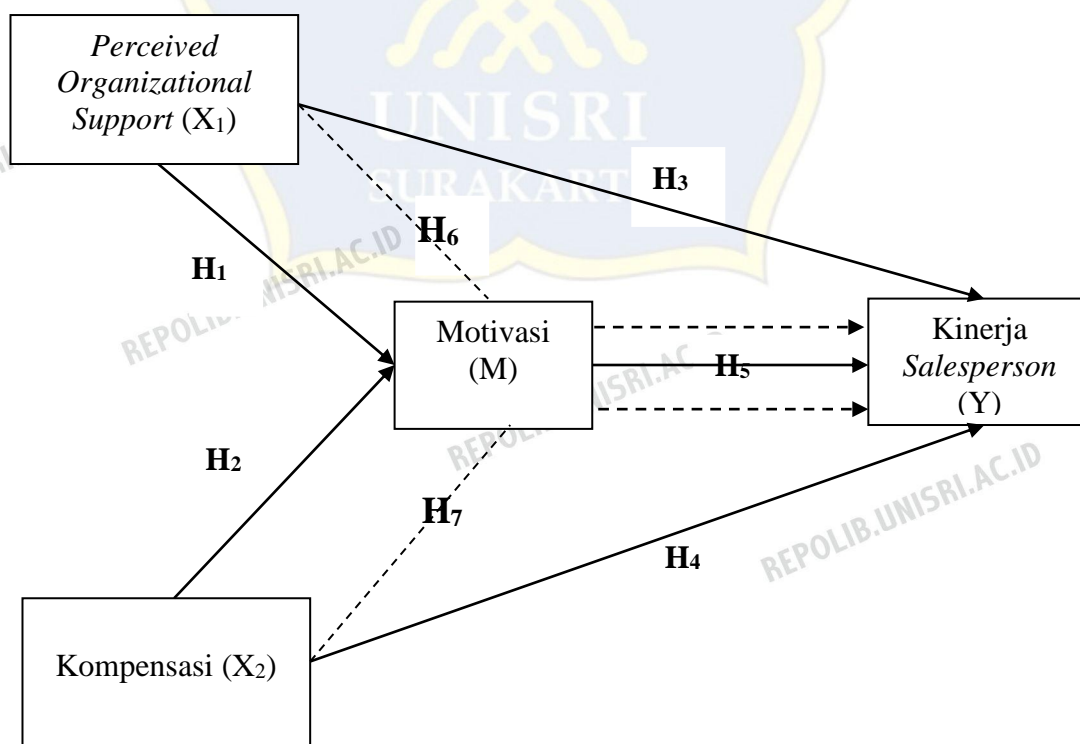 Perceived
Organizational
Support (X₁)
UNISRI
SURAKART
H₃
H₆
H₁
REPOLIB.UNISRI.AC.ID
Motivasi
(M)
H₅
Kinerja
Salesperson
(Y)
H₂
H₇
H₄
REPOLIB.UNISRI.AC.ID
Kompensasi (X₂)